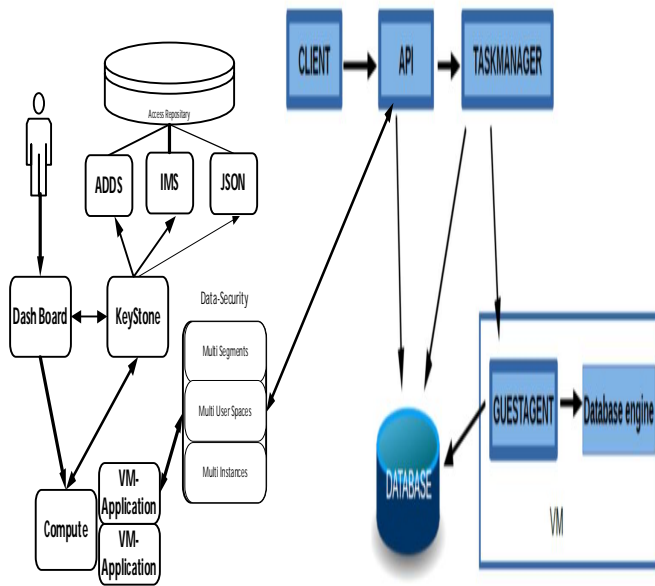 CLIENT
API
TASKMANAGER
Access Repository
ADDS
IMS
JSON
Dash Board
KeyStone
Data-Security
Multi Segments
Multi User Spaces
Multi Instances
GUESTAGENT
Database engine
DATABASE
VM
Compute
VM-
Application
VM-
Application